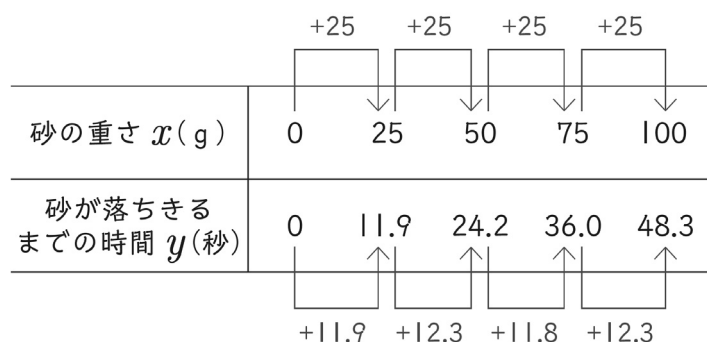 +25 +25 +25 +25
砂の重さ x(g) 0 25 50 75 100
砂が落ちきる
までの時間 y(秒) 0 11.9 24.2 36.0 48.3
+11.9 +12.3 +11.8 +12.3